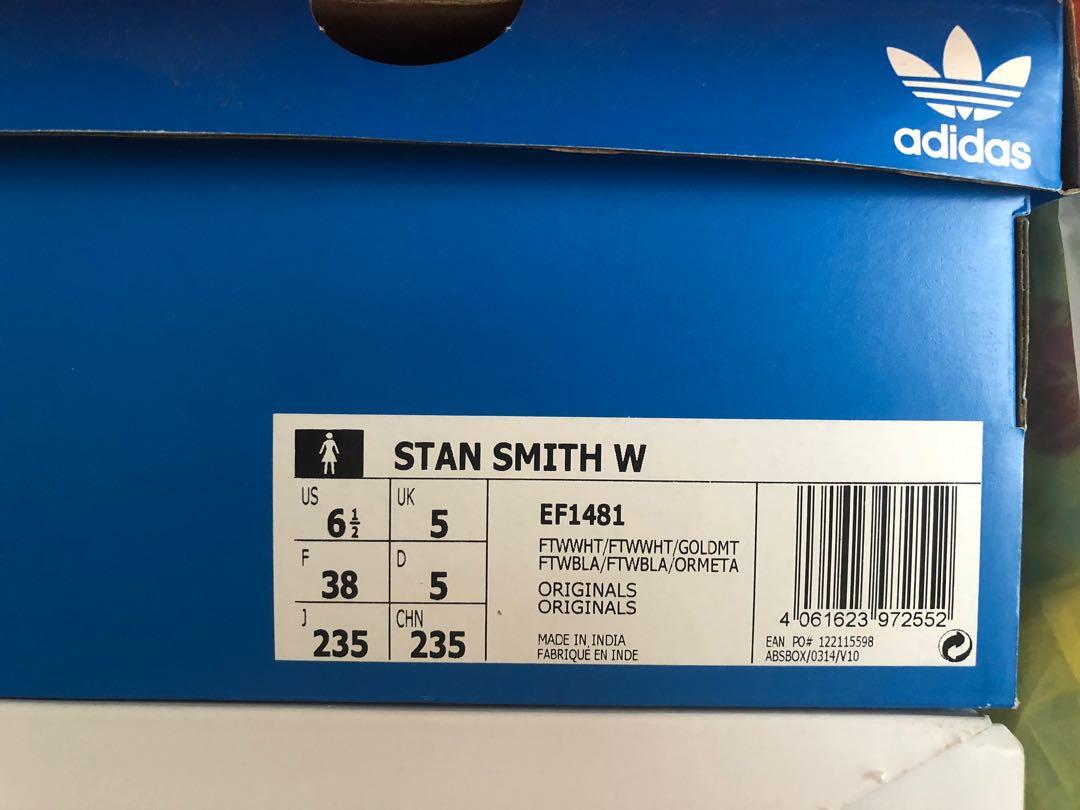 adidas
STAN SMITH W
US 6½ UK 5
F 38 D 5
J 235 CHN 235
EF1481
FTWWHT/FTWWHT/GOLDMT
FTWBLA/FTWBLA/ORMETA
ORIGINALS
ORIGINALS
MADE IN INDIA
FABRIQUÉ EN INDE
4 061623 972552
EAN PO# 122115598
ABSBOX/0314/V10